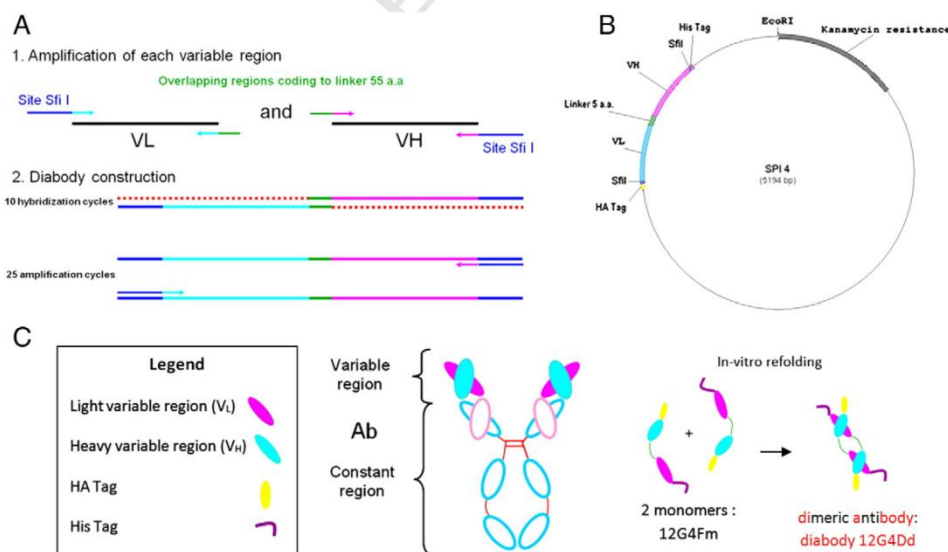 A
1. Amplification of each variable region
Overlapping regions coding to linker 55 a.a
Site Sfi I
and
VL
VH
Site Sfi I
2. Diabody construction
10 hybridization cycles
25 amplification cycles
B
EcoRI
Kanamycin resistance
His Tag
SfiI
VH
Linker 5 a.a.
VL
SfiI
HA Tag
SPI 4
(5194 bp)
C
Legend
Light variable region (VL)
Heavy variable region (VH)
HA Tag
His Tag
Variable
region
Ab
Constant
region
In-vitro refolding
+
2 monomers :
12G4Fm
dimeric antibody:
diabody 12G4Dd